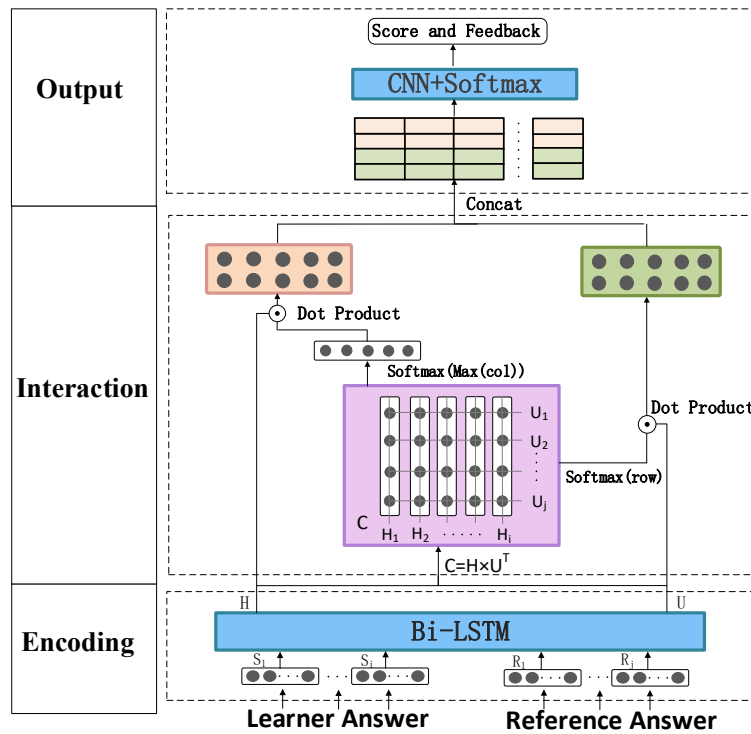 Output
Score and Feedback
CNN+Softmax
Concat
Interaction
Dot Product
Softmax(Max(col))
Dot Product
Softmax(row)
U1
U2
Uj
C
H1 H2 ······ Hi
C=H×U^T
Encoding
H
U
Bi-LSTM
S1 Si R1 Rj
Learner Answer
Reference Answer